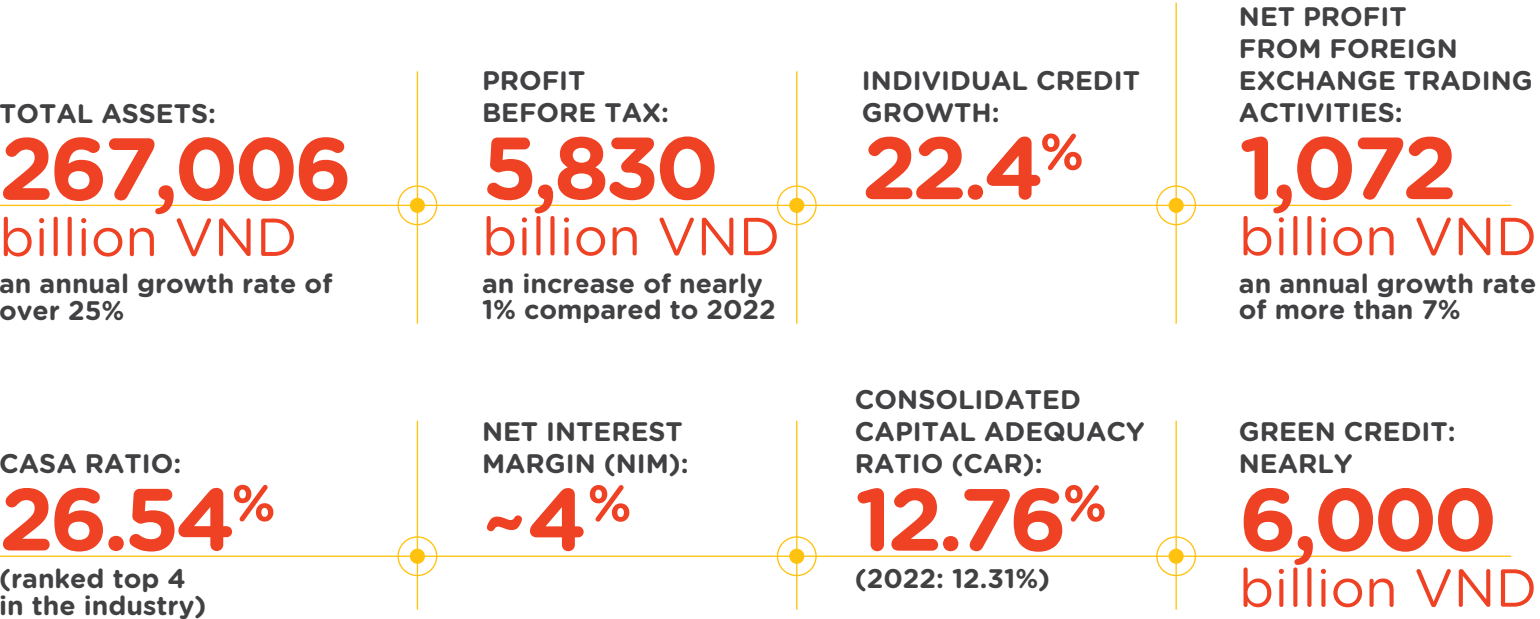 TOTAL ASSETS:
267,006
billion VND
an annual growth rate of
over 25%
PROFIT
BEFORE TAX:
5,830
billion VND
an increase of nearly
1% compared to 2022
INDIVIDUAL CREDIT
GROWTH:
22.4%
NET PROFIT
FROM FOREIGN
EXCHANGE TRADING
ACTIVITIES:
1,072
billion VND
an annual growth rate
of more than 7%
CASA RATIO:
26.54%
(ranked top 4
in the industry)
NET INTEREST
MARGIN (NIM):
~4%
CONSOLIDATED
CAPITAL ADEQUACY
RATIO (CAR):
12.76%
(2022: 12.31%)
GREEN CREDIT:
NEARLY
6,000
billion VND